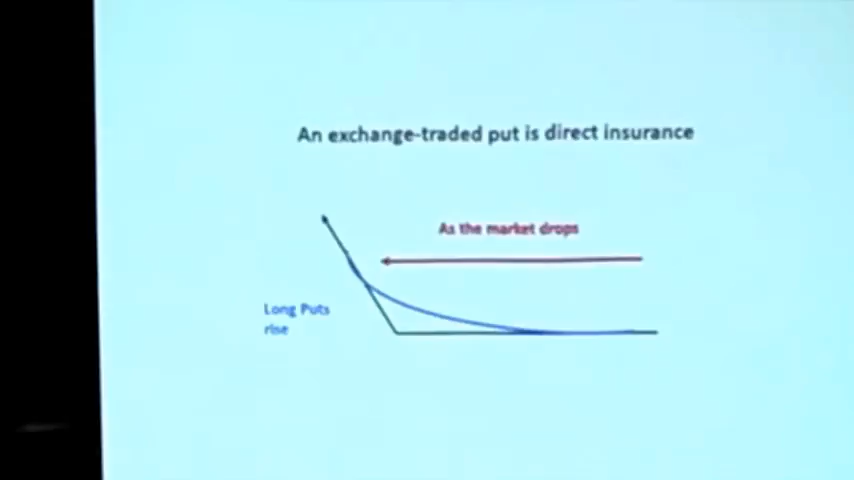 An exchange-traded put is direct insurance
As the market drops
Long Puts
rise